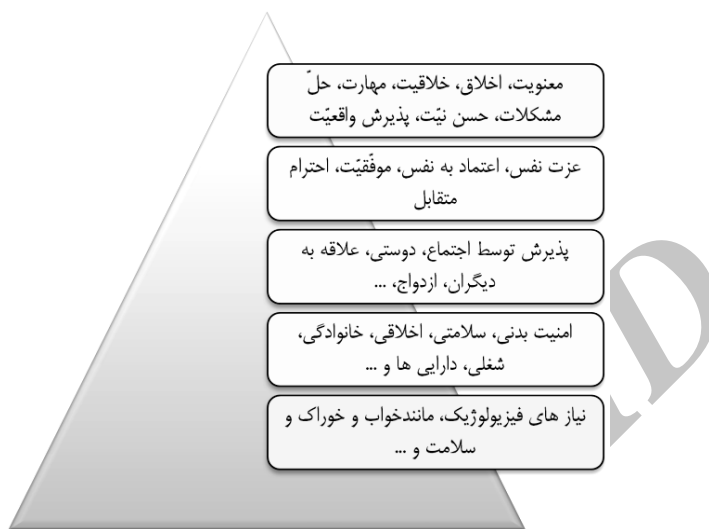 معنویت، اخلاق، خلاقیت، مهارت، حلّ
مشکلات، حسن نیّت، پذیرش واقعیّت
عزت نفس، اعتماد به نفس، موفّقیّت، احترام
متقابل
پذیرش توسط اجتماع، دوستی، علاقه به
دیگران، ازدواج، ...
امنیت بدنی، سلامتی، اخلاقی، خانوادگی،
شغلی، دارایی ها و ...
نیاز های فیزیولوژیک، مانندخواب و خوراک و
سلامت و ...